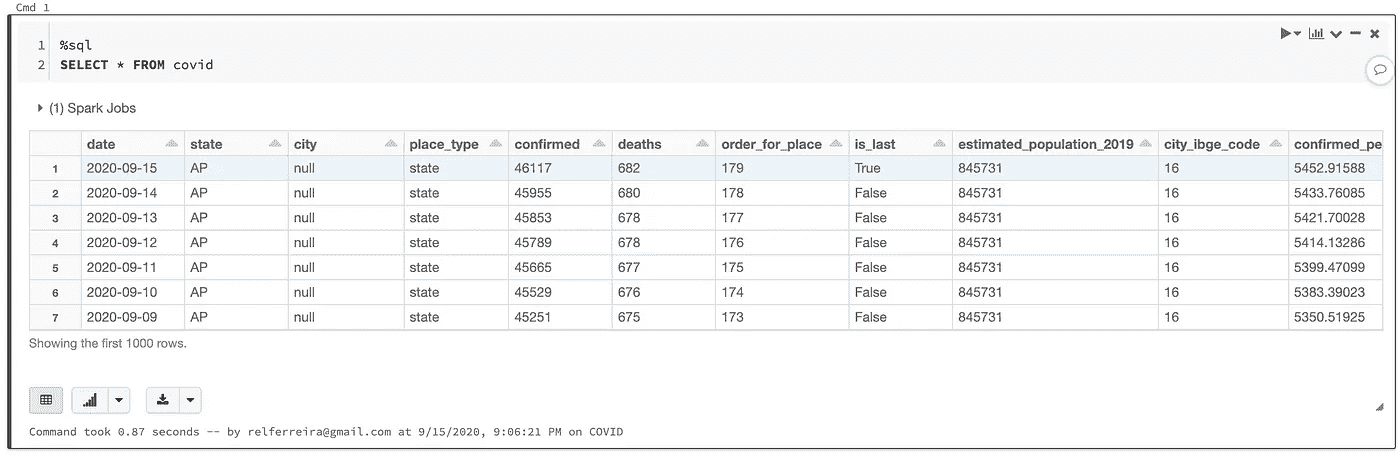 Cmd 1
1 %sql
2 SELECT * FROM covid
(1) Spark Jobs
date state city place_type confirmed deaths order_for_place is_last estimated_population_2019 city_ibge_code confirmed_pe
1 2020-09-15 AP null state 46117 682 179 True 845731 16 5452.91588
2 2020-09-14 AP null state 45955 680 178 False 845731 16 5433.76085
3 2020-09-13 AP null state 45853 678 177 False 845731 16 5421.70028
4 2020-09-12 AP null state 45789 678 176 False 845731 16 5414.13286
5 2020-09-11 AP null state 45665 677 175 False 845731 16 5399.47099
6 2020-09-10 AP null state 45529 676 174 False 845731 16 5383.39023
7 2020-09-09 AP null state 45251 675 173 False 845731 16 5350.51925
Showing the first 1000 rows.
Command took 0.87 seconds -- by relferreira@gmail.com at 9/15/2020, 9:06:21 PM on COVID